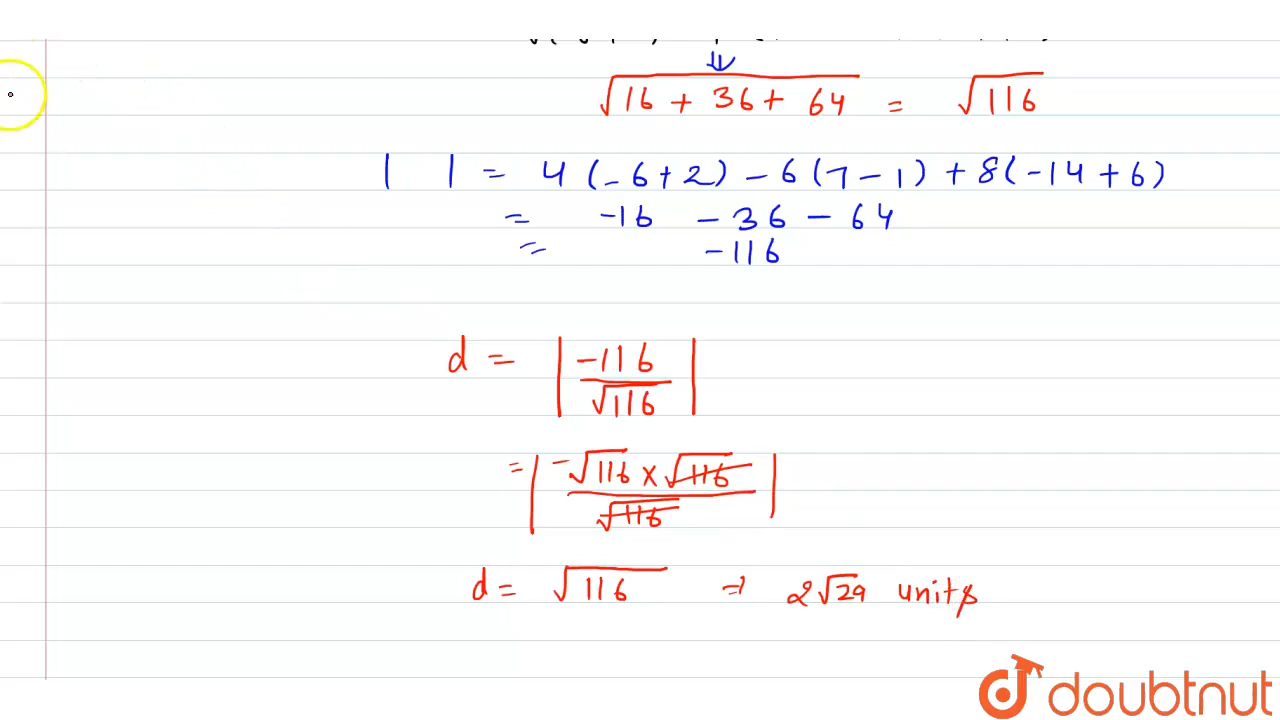 √16 + 36 + 64 = √116
| | = 4 (-6+2) - 6 (7-1) + 8(-14+6)
= -16 - 36 - 64
= -116
d = | -116 / √116 |
= | -√116 × √116 / √116 |
d = √116 ⇒ 2√29 units
doubtnut